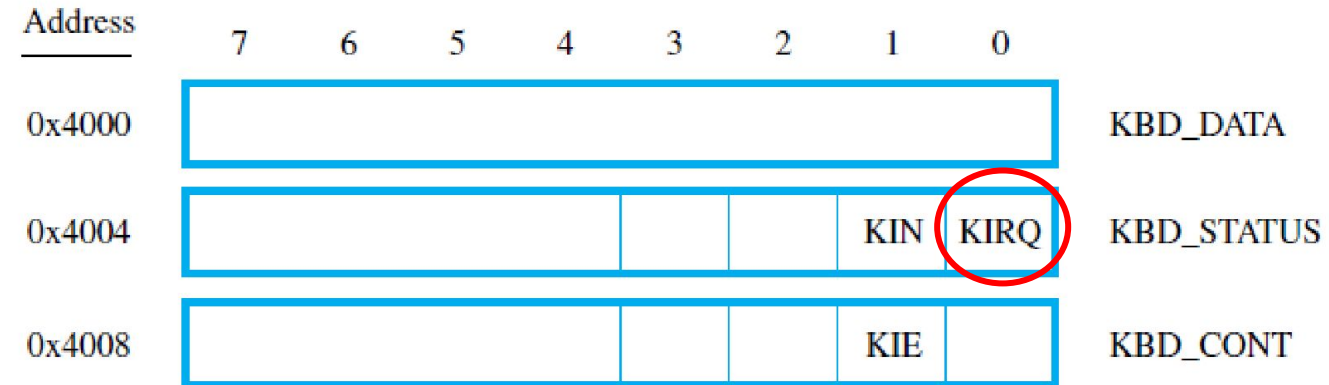 Address
7 6 5 4 3 2 1 0
0x4000 KBD_DATA
0x4004 KIN KIRQ KBD_STATUS
0x4008 KIE KBD_CONT